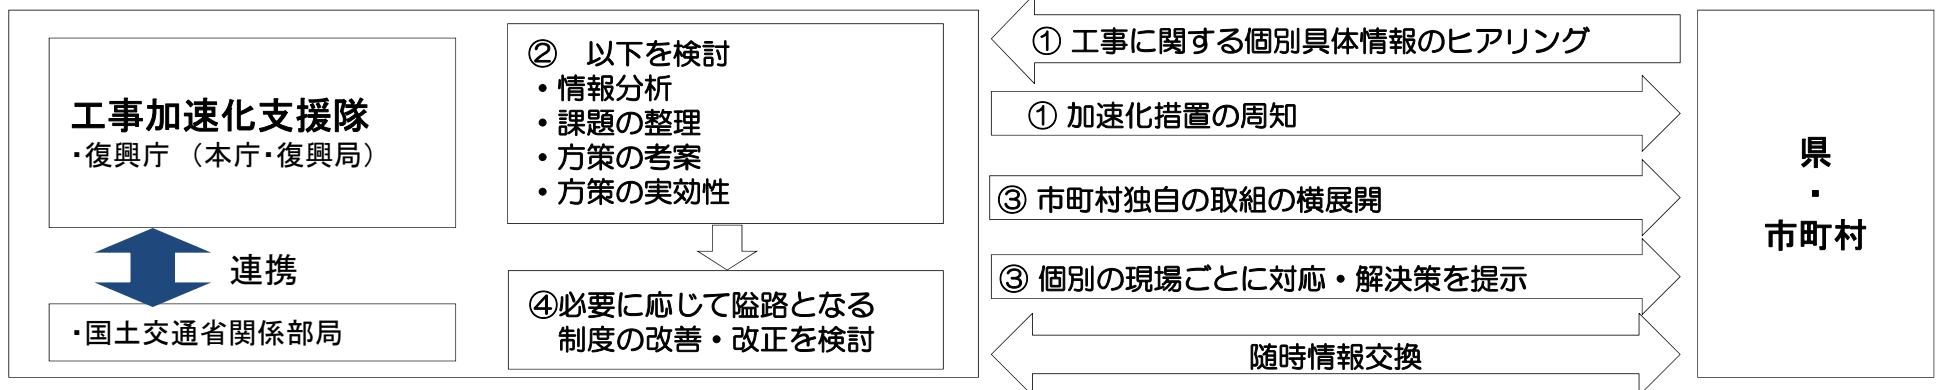 工事加速化支援隊
・復興庁 （本庁・復興局）
連携
・国土交通省関係部局
②　以下を検討
・情報分析
・課題の整理
・方策の考案
・方策の実効性
④必要に応じて隘路となる
制度の改善・改正を検討
① 工事に関する個別具体情報のヒアリング
① 加速化措置の周知
③ 市町村独自の取組の横展開
③ 個別の現場ごとに対応・解決策を提示
随時情報交換
県
・
市町村